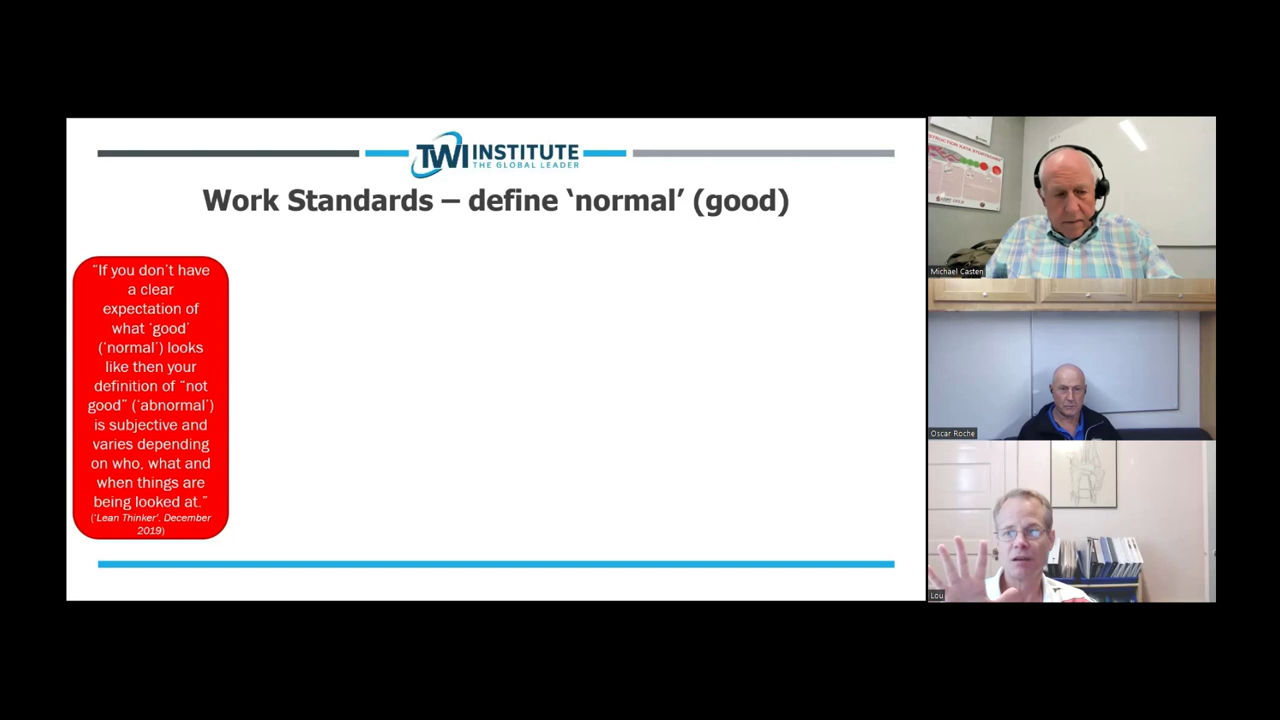 TWI INSTITUTE
THE GLOBAL LEADER
Work Standards – define ‘normal’ (good)
“If you don’t have
a clear
expectation of
what ‘good’
(‘normal’) looks
like then your
definition of “not
good” (‘abnormal’)
is subjective and
varies depending
on who, what and
when things are
being looked at.”
(‘Lean Thinker’. December
2019)
Michael Casten
Oscar Roche
Lou